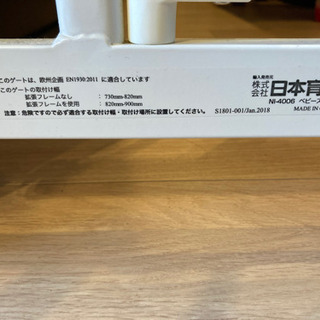 このゲートは、欧州企画 EN1930:2011 に適合しています
このゲートの取付け幅
拡張フレームなし : 730mm-820mm
拡張フレームを使用 : 820mm-900mm
注意:危険ですので必ず適合する取付け幅・取付け場所に設置してください。 S1801-001/Jan.2018
輸入発売元
株式会社 日本育
NI-4006 ベビーズ
MADE IN